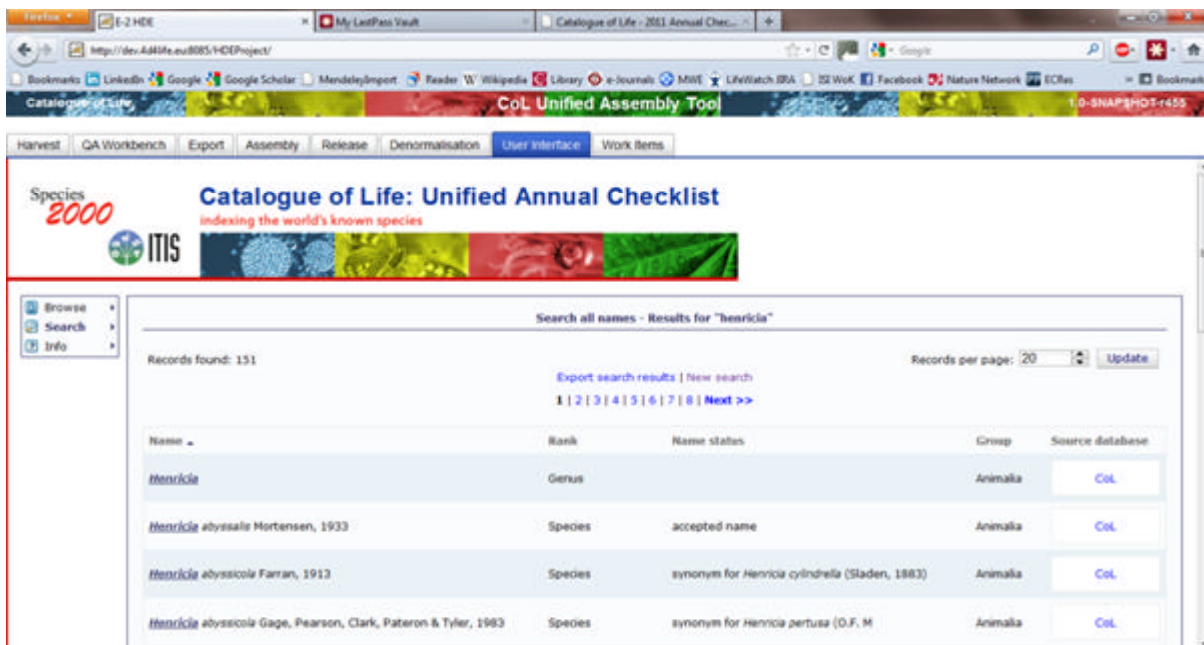 Firefox
E-2 HDE
My LastPass Vault
Catalogue of Life - 2011 Annual Chec...
http://dev.4d4life.eu:8085/HDEProject/
Google
Bookmarks LinkedIn Google Google Scholar MendeleyImport Reader Wikipedia Library e-Journals MWE LifeWatch ISI WoK Facebook Nature Network Bookmark
Catalogue of Life CoL Unified Assembly Tool 1.0-SNAPSHOT-r455
Harvest QA Workbench Export Assembly Release Denormalisation User Interface Work Items
Species 2000
ITIS
Catalogue of Life: Unified Annual Checklist
indexing the world's known species
Browse
Search
Info
Search all names - Results for "henricia"
Records found: 151
Records per page: 20 Update
Export search results | New search
1 | 2 | 3 | 4 | 5 | 6 | 7 | 8 | Next >>
Name Rank Name status Group Source database
Henricia Genus Animalia CoL
Henricia abyssalis Mortensen, 1933 Species accepted name Animalia CoL
Henricia abyssicola Farran, 1913 Species synonym for Henricia cylindrella (Sladen, 1883) Animalia CoL
Henricia abyssicola Gage, Pearson, Clark, Pateron & Tyler, 1983 Species synonym for Henricia pertusa (O.F. M Animalia CoL